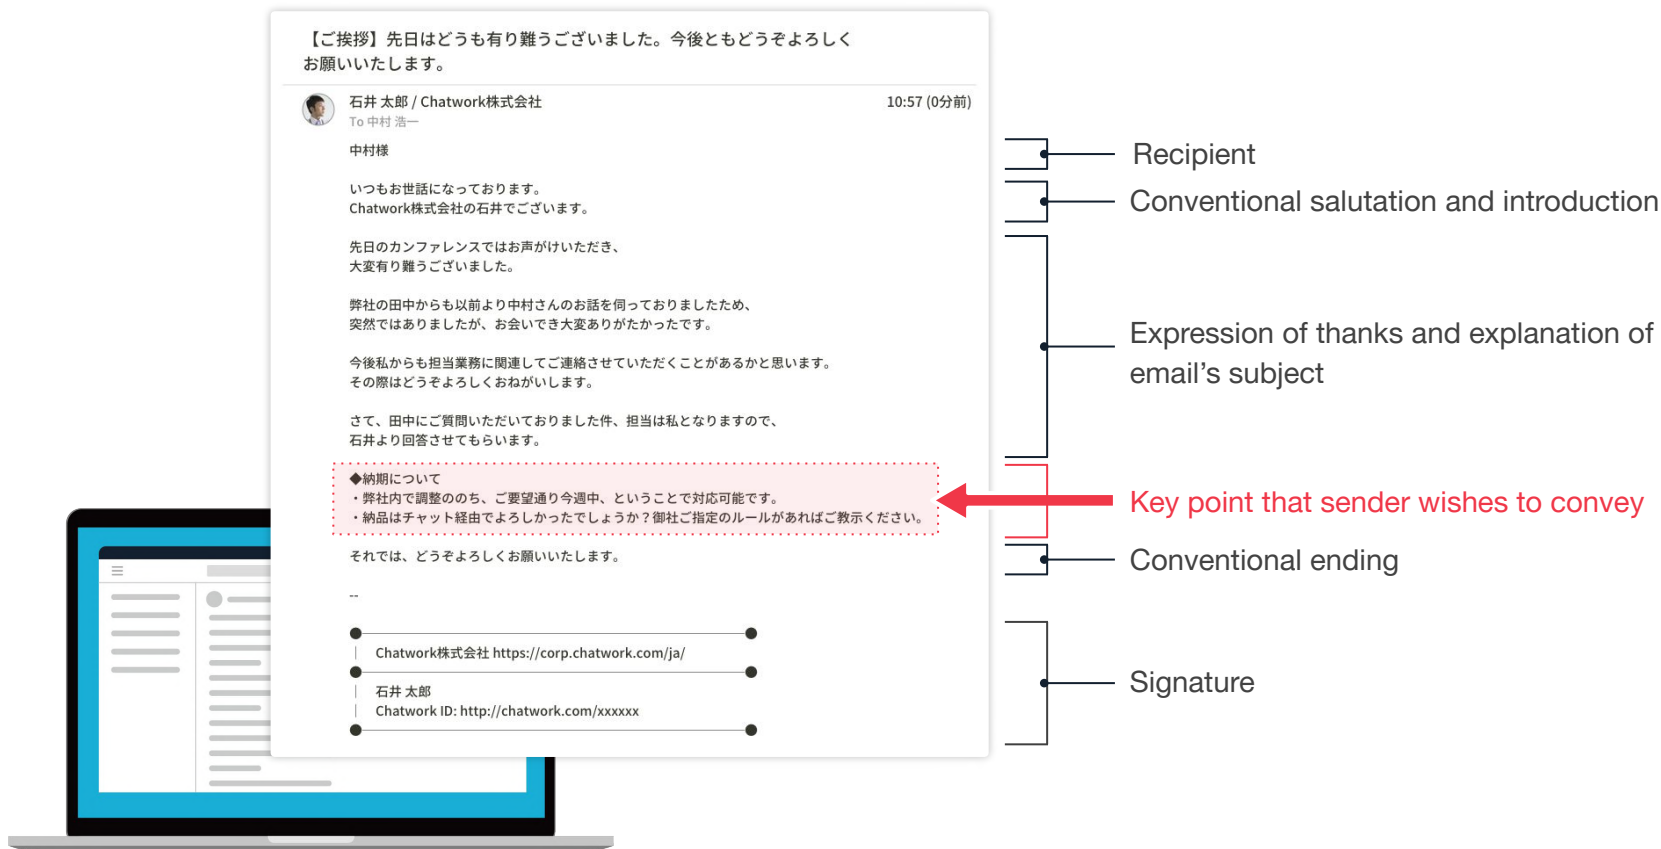 【ご挨拶】先日はどうも有り難うございました。今後ともどうぞよろしく
お願いいたします。
石井 太郎 / Chatwork株式会社
10:57 (0分前)
To 中村 浩一
中村様
いつもお世話になっております。
Chatwork株式会社の石井でございます。
先日のカンファレンスではお声がけいただき、
大変有り難うございました。
弊社の田中からも以前より中村さんのお話を伺っておりましたため、
突然ではありましたが、お会いでき大変ありがたかったです。
今後私からも担当業務に関連してご連絡させていただくことがあるかと思います。
その際はどうぞよろしくおねがいします。
さて、田中にご質問いただいておりました件、担当は私となりますので、
石井より回答させてもらいます。
◆納期について
・弊社内で調整ののち、ご要望通り今週中、ということで対応可能です。
・納品はチャット経由でよろしかったでしょうか？御社ご指定のルールがあればご教示ください。
それでは、どうぞよろしくお願いいたします。
--
Chatwork株式会社 https://corp.chatwork.com/ja/
石井 太郎
Chatwork ID: http://chatwork.com/xxxxxx
Recipient
Conventional salutation and introduction
Expression of thanks and explanation of
email’s subject
Key point that sender wishes to convey
Conventional ending
Signature